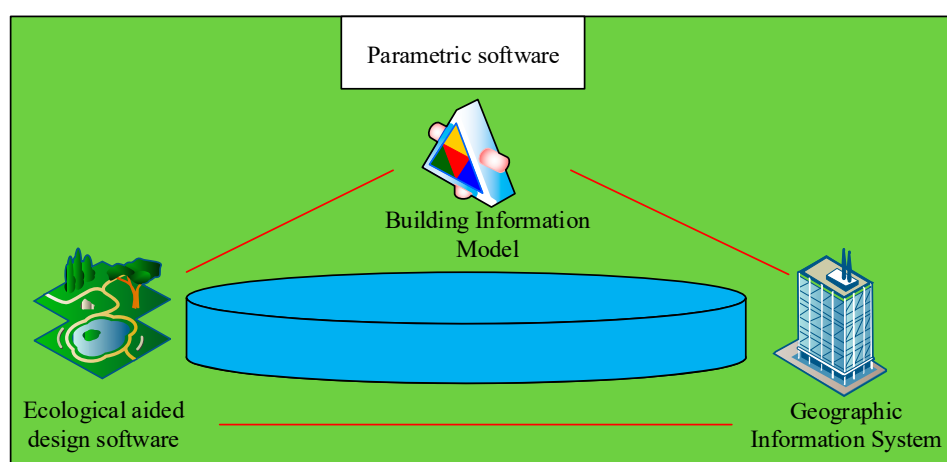 Parametric software
Building Information
Model
Ecological aided
design software
Geographic
Information System